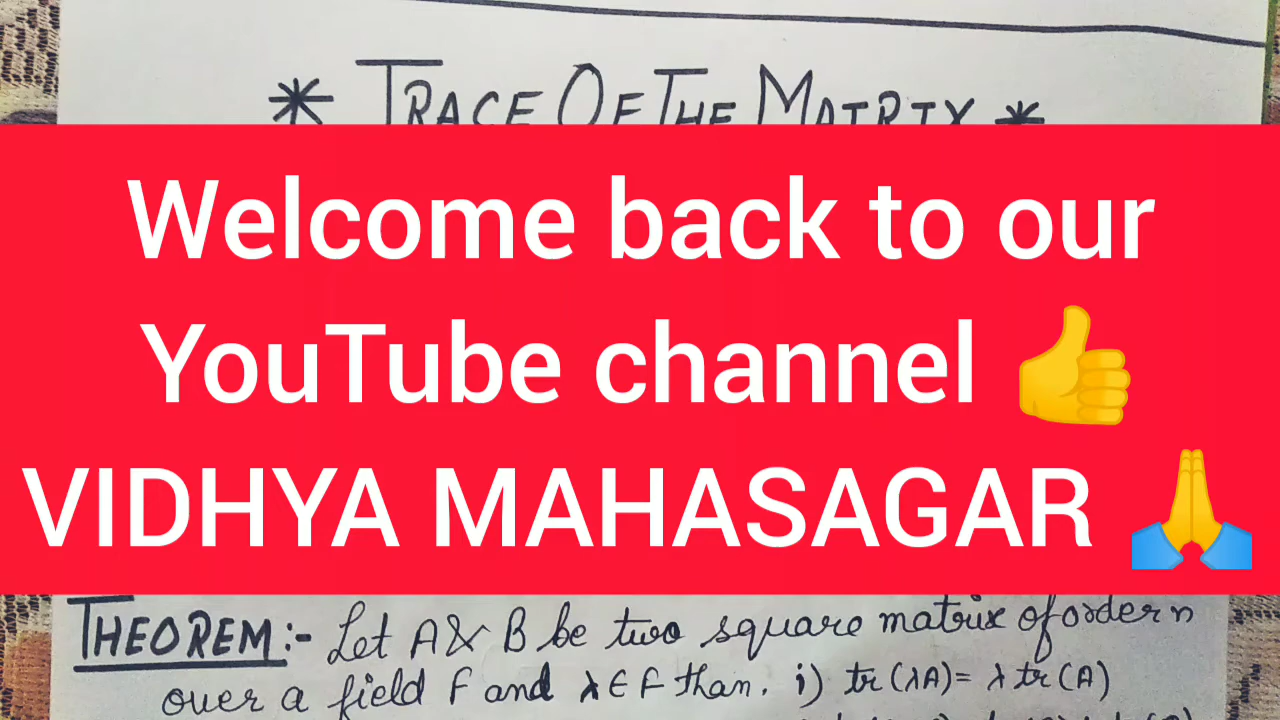 * TRACE OF THE MATRIX *
Welcome back to our
YouTube channel 👍
VIDHYA MAHASAGAR 🙏
THEOREM:- Let A & B be two square matrix of order n
over a field F and λ ∈ F than. i) tr (λA) = λ tr (A)